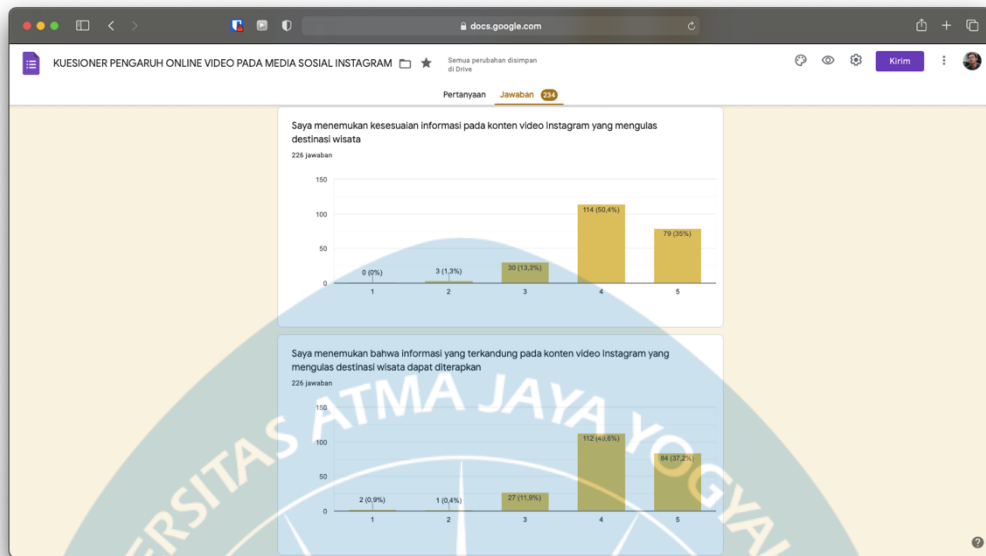 docs.google.com
KUESIONER PENGARUH ONLINE VIDEO PADA MEDIA SOSIAL INSTAGRAM
Semua perubahan disimpan
di Drive
Kirim
Pertanyaan Jawaban 234
Saya menemukan kesesuaian informasi pada konten video Instagram yang mengulas
destinasi wisata
226 jawaban
150
100
50
0
0 (0%)
3 (1,3%)
30 (13,3%)
114 (50,4%)
79 (35%)
1 2 3 4 5
Saya menemukan bahwa informasi yang terkandung pada konten video Instagram yang
mengulas destinasi wisata dapat diterapkan
226 jawaban
150
100
50
0
2 (0,9%)
1 (0,4%)
27 (11,9%)
112 (49,6%)
84 (37,2%)
1 2 3 4 5
ERSITAS ATMA JAYA YOGYA
?